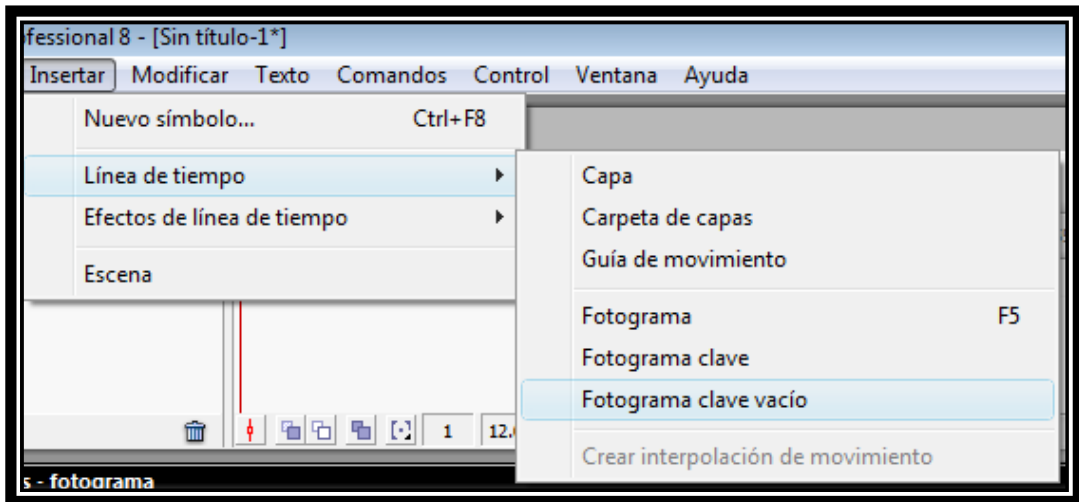 ofessional 8 - [Sin título-1*]
Insertar Modificar Texto Comandos Control Ventana Ayuda
Nuevo símbolo... Ctrl+F8
Línea de tiempo
Efectos de línea de tiempo
Escena
Capa
Carpeta de capas
Guía de movimiento
Fotograma F5
Fotograma clave
Fotograma clave vacío
Crear interpolación de movimiento
1 12.
s - fotograma